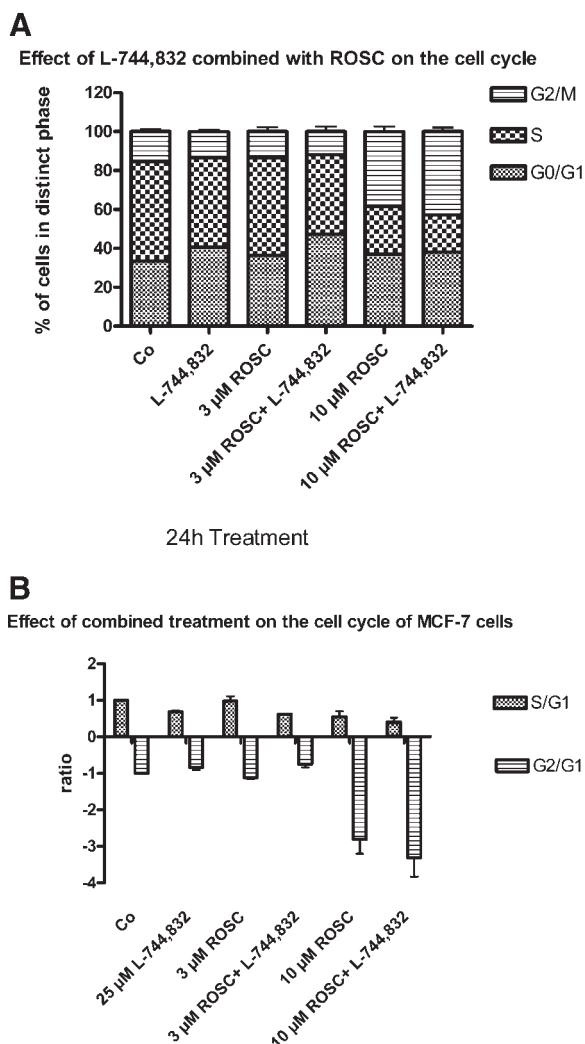 A
Effect of L-744,832 combined with ROSC on the cell cycle
% of cells in distinct phase
120
100
80
60
40
20
0
G2/M
S
G0/G1
Co
L-744,832
3 µM ROSC
3 µM ROSC+ L-744,832
10 µM ROSC
10 µM ROSC+ L-744,832
24h Treatment
B
Effect of combined treatment on the cell cycle of MCF-7 cells
ratio
2
1
0
-1
-2
-3
-4
S/G1
G2/G1
Co
25 µM L-744,832
3 µM ROSC
3 µM ROSC+ L-744,832
10 µM ROSC
10 µM ROSC+ L-744,832